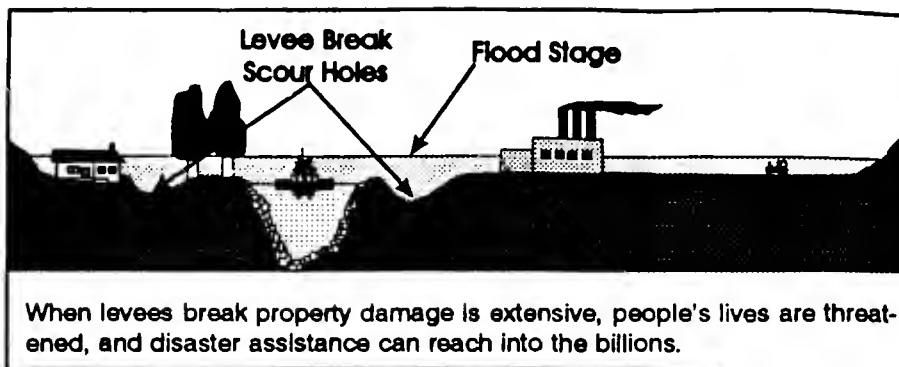 Levee Break
Scour Holes
Flood Stage
When levees break property damage is extensive, people's lives are threat-
ened, and disaster assistance can reach into the billions.